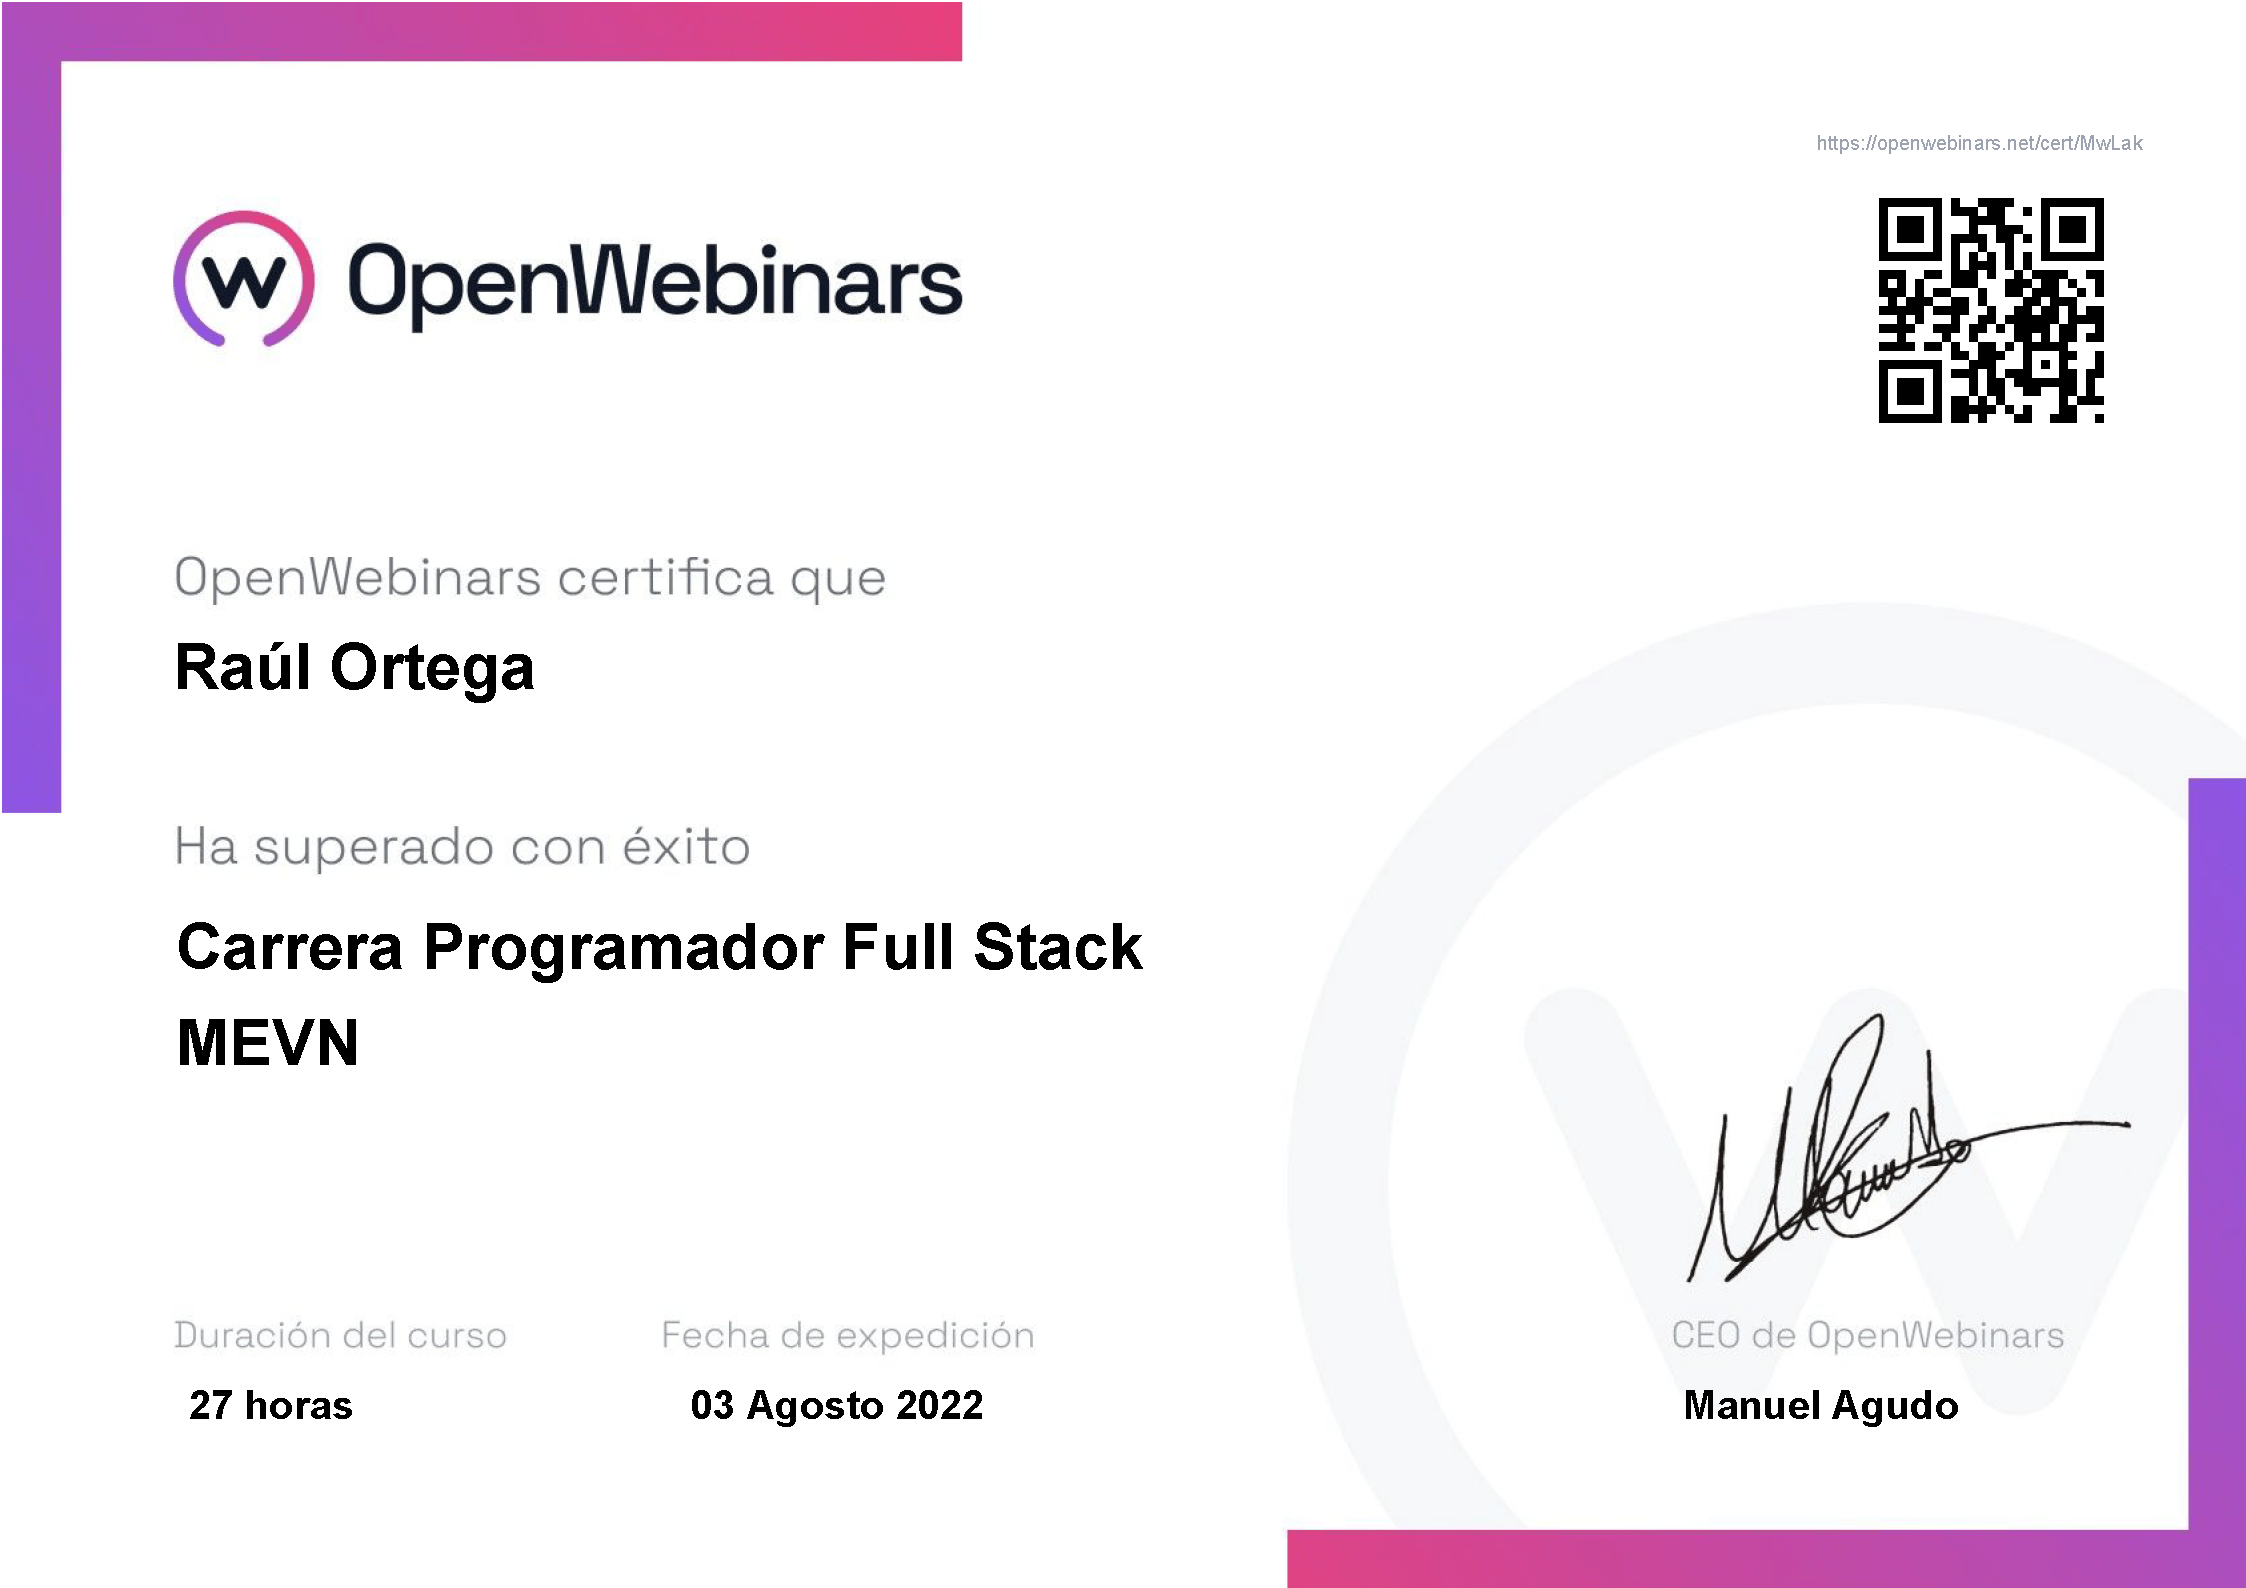 https://openwebinars.net/cert/MwLak
OpenWebinars
OpenWebinars certifica que
Raúl Ortega
Ha superado con éxito
Carrera Programador Full Stack
MEVN
Duración del curso
27 horas
Fecha de expedición
03 Agosto 2022
CEO de OpenWebinars
Manuel Agudo